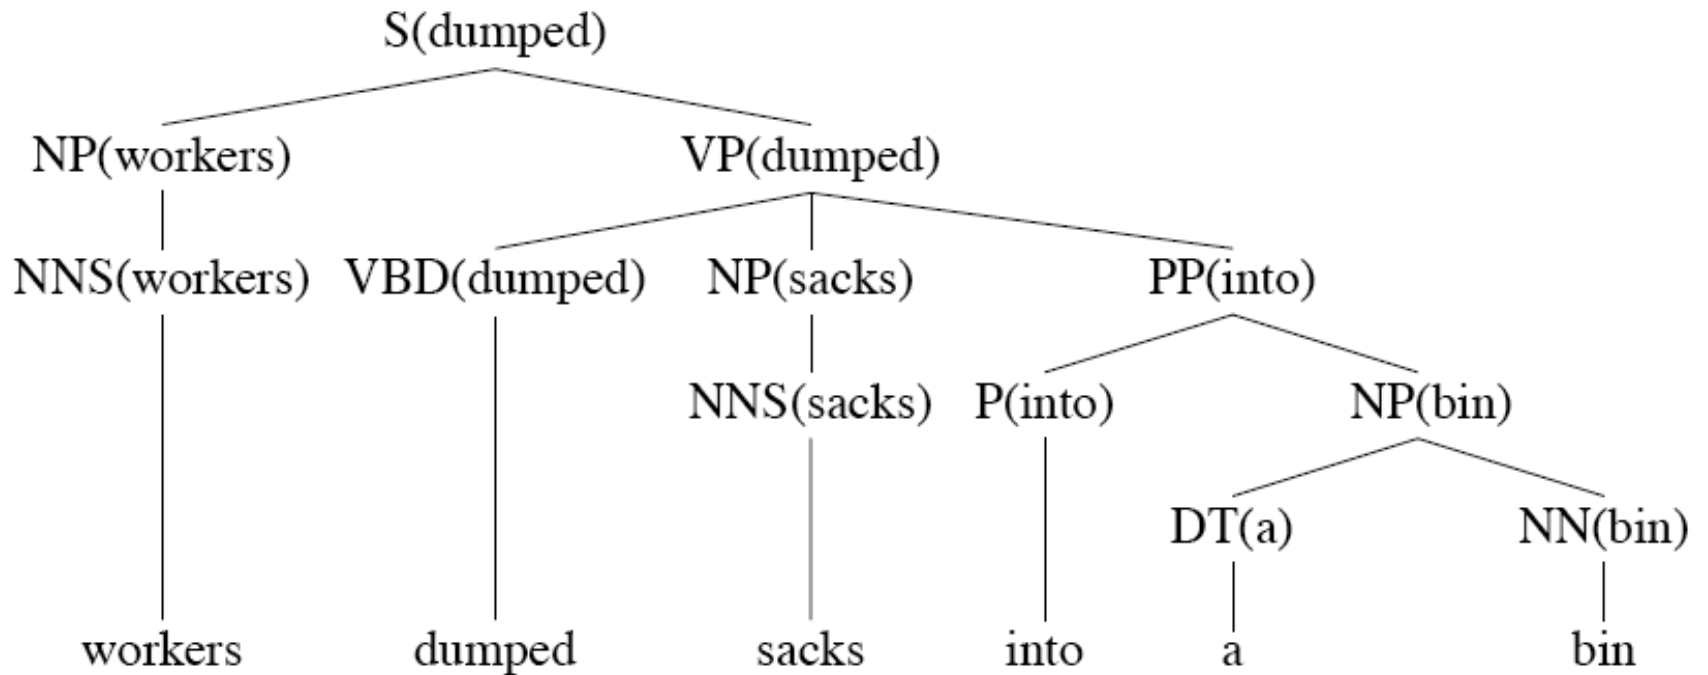 S(dumped)
NP(workers) VP(dumped)
NNS(workers) VBD(dumped) NP(sacks) PP(into)
NNS(sacks) P(into) NP(bin)
DT(a) NN(bin)
workers dumped sacks into a bin